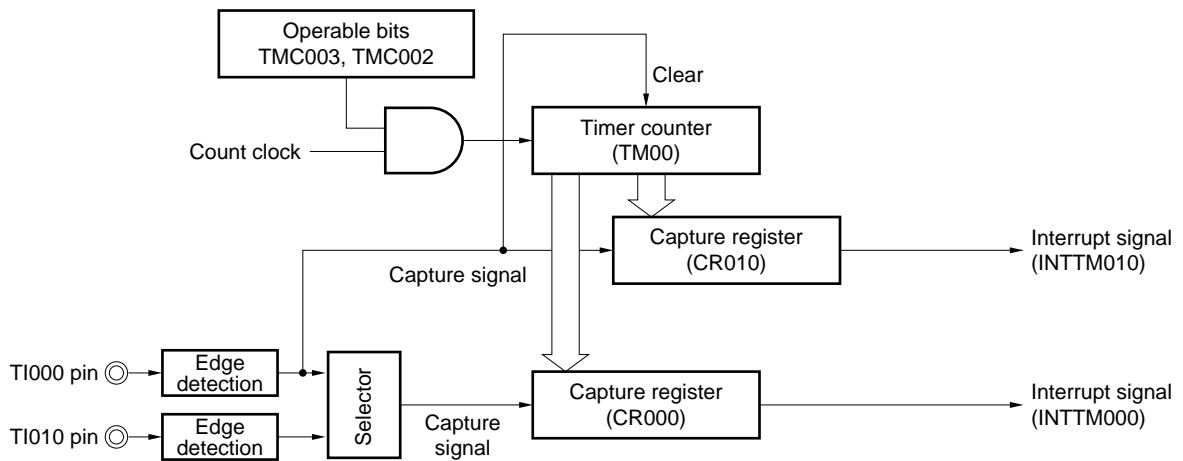 Operable bits
TMC003, TMC002
Clear
Timer counter
(TM00)
Count clock
Capture register
(CR010)
Interrupt signal
(INTTM010)
Capture signal
TI000 pin
Edge
detection
Selector
Capture register
(CR000)
Interrupt signal
(INTTM000)
TI010 pin
Edge
detection
Capture
signal